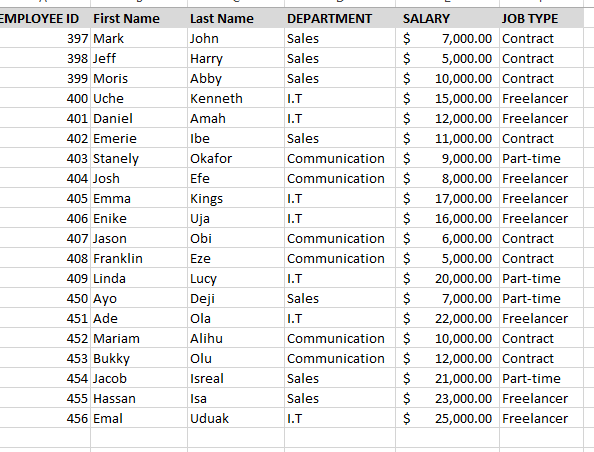 EMPLOYEE ID First Name Last Name DEPARTMENT SALARY JOB TYPE
397 Mark John Sales $ 7,000.00 Contract
398 Jeff Harry Sales $ 5,000.00 Contract
399 Moris Abby Sales $ 10,000.00 Contract
400 Uche Kenneth I.T $ 15,000.00 Freelancer
401 Daniel Amah I.T $ 12,000.00 Freelancer
402 Emerie Ibe Sales $ 11,000.00 Contract
403 Stanely Okafor Communication $ 9,000.00 Part-time
404 Josh Efe Communication $ 8,000.00 Freelancer
405 Emma Kings I.T $ 17,000.00 Freelancer
406 Enike Uja I.T $ 16,000.00 Freelancer
407 Jason Obi Communication $ 6,000.00 Contract
408 Franklin Eze Communication $ 5,000.00 Contract
409 Linda Lucy I.T $ 20,000.00 Part-time
450 Ayo Deji Sales $ 7,000.00 Part-time
451 Ade Ola I.T $ 22,000.00 Freelancer
452 Mariam Alihu Communication $ 10,000.00 Contract
453 Bukky Olu Communication $ 12,000.00 Contract
454 Jacob Isreal Sales $ 21,000.00 Part-time
455 Hassan Isa Sales $ 23,000.00 Freelancer
456 Emal Uduak I.T $ 25,000.00 Freelancer